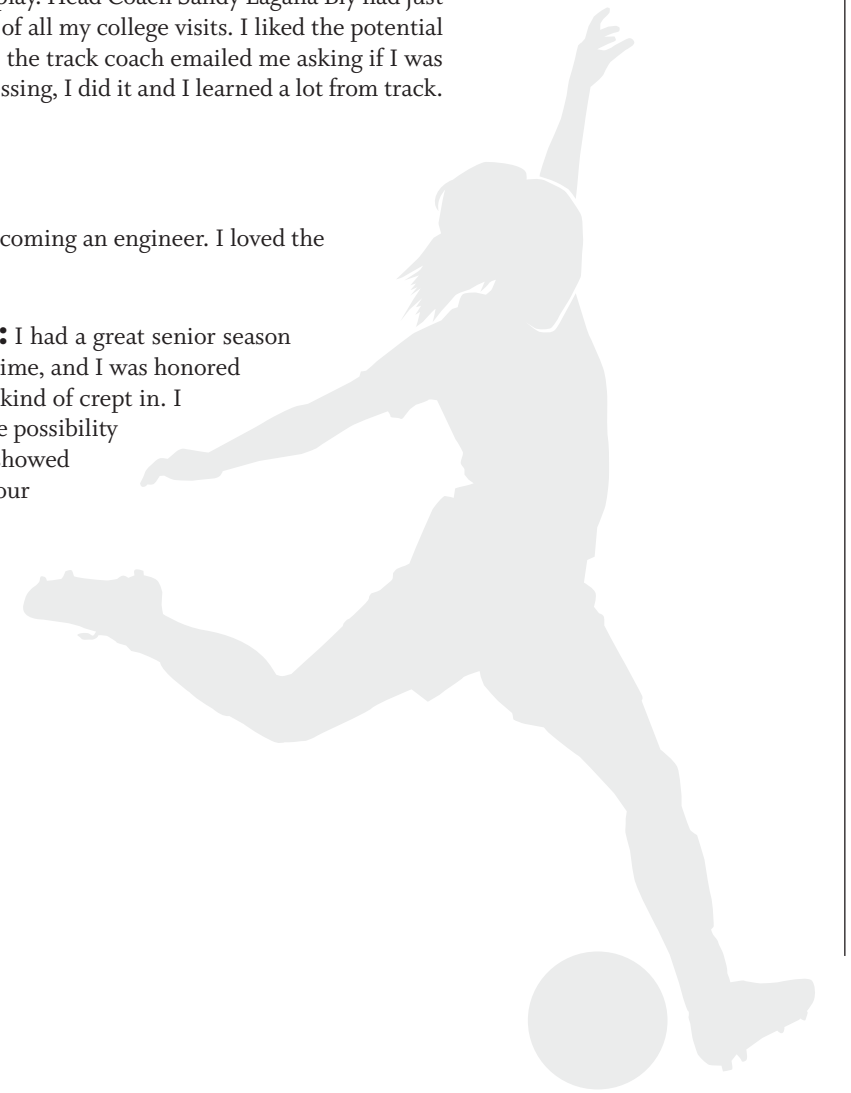 play. Head Coach Sandy Laguna Bly had just
of all my college visits. I liked the potential
the track coach emailed me asking if I was
ssing, I did it and I learned a lot from track.
coming an engineer. I loved the
: I had a great senior season
ime, and I was honored
kind of crept in. I
e possibility
howed
our